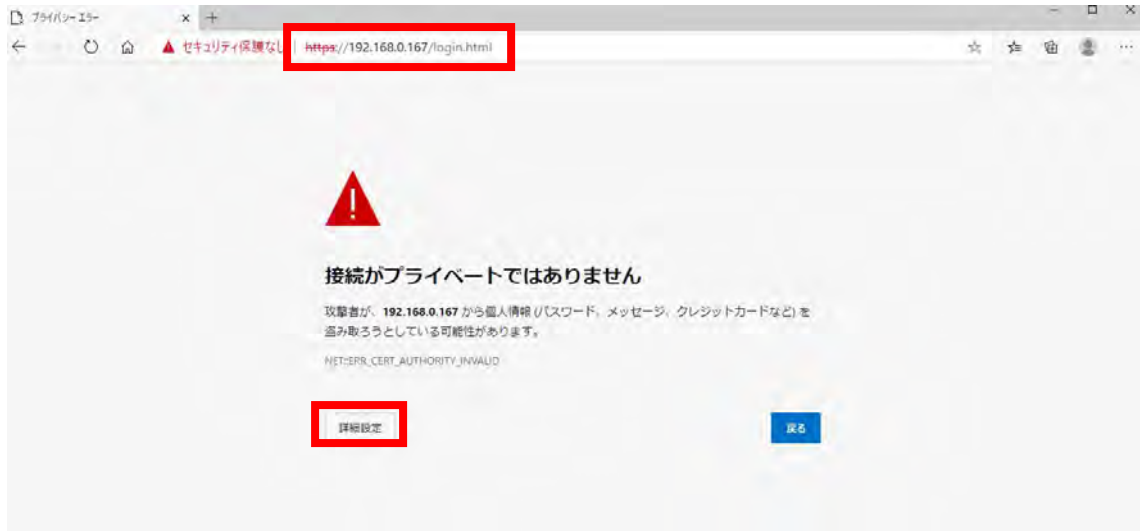 プライバシー エラー
セキュリティ保護なし | https://192.168.0.167/login.html
接続がプライベートではありません
攻撃者が、192.168.0.167 から個人情報 (パスワード、メッセージ、クレジットカードなど) を
盗み取ろうとしている可能性があります。
NET::ERR_CERT_AUTHORITY_INVALID
詳細設定
戻る